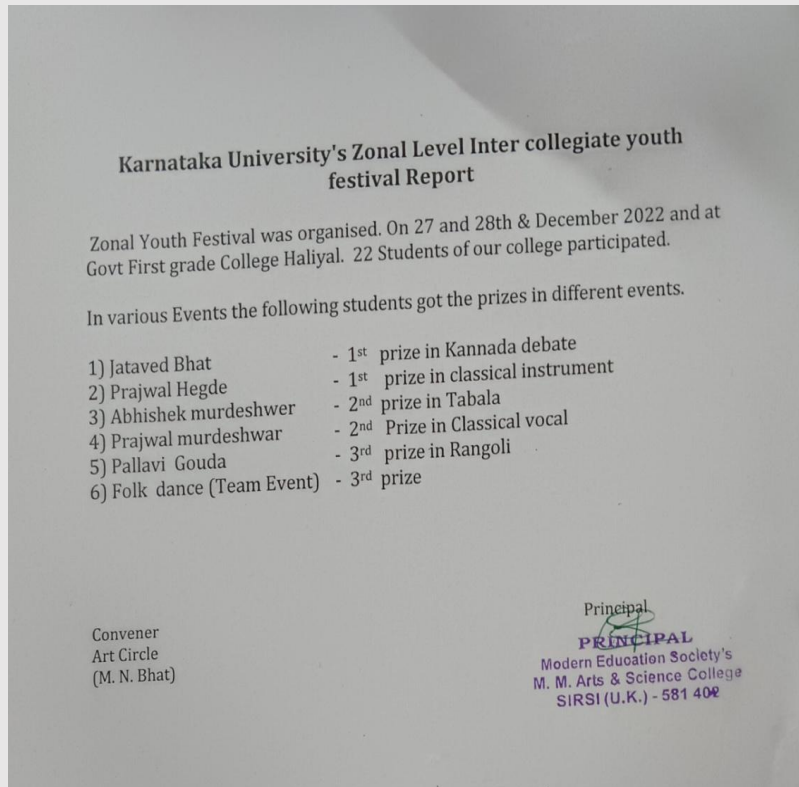 Karnataka University's Zonal Level Inter collegiate youth
festival Report
Zonal Youth Festival was organised. On 27 and 28th & December 2022 and at
Govt First grade College Haliyal. 22 Students of our college participated.
In various Events the following students got the prizes in different events.
1) Jataved Bhat - 1st prize in Kannada debate
2) Prajwal Hegde - 1st prize in classical instrument
3) Abhishek murdeshwer - 2nd prize in Tabala
4) Prajwal murdeshwar - 2nd Prize in Classical vocal
5) Pallavi Gouda - 3rd prize in Rangoli
6) Folk dance (Team Event) - 3rd prize
Convener
Art Circle
(M. N. Bhat)
Principal
PRINCIPAL
Modern Education Society's
M. M. Arts & Science College
SIRSI (U.K.) - 581 402